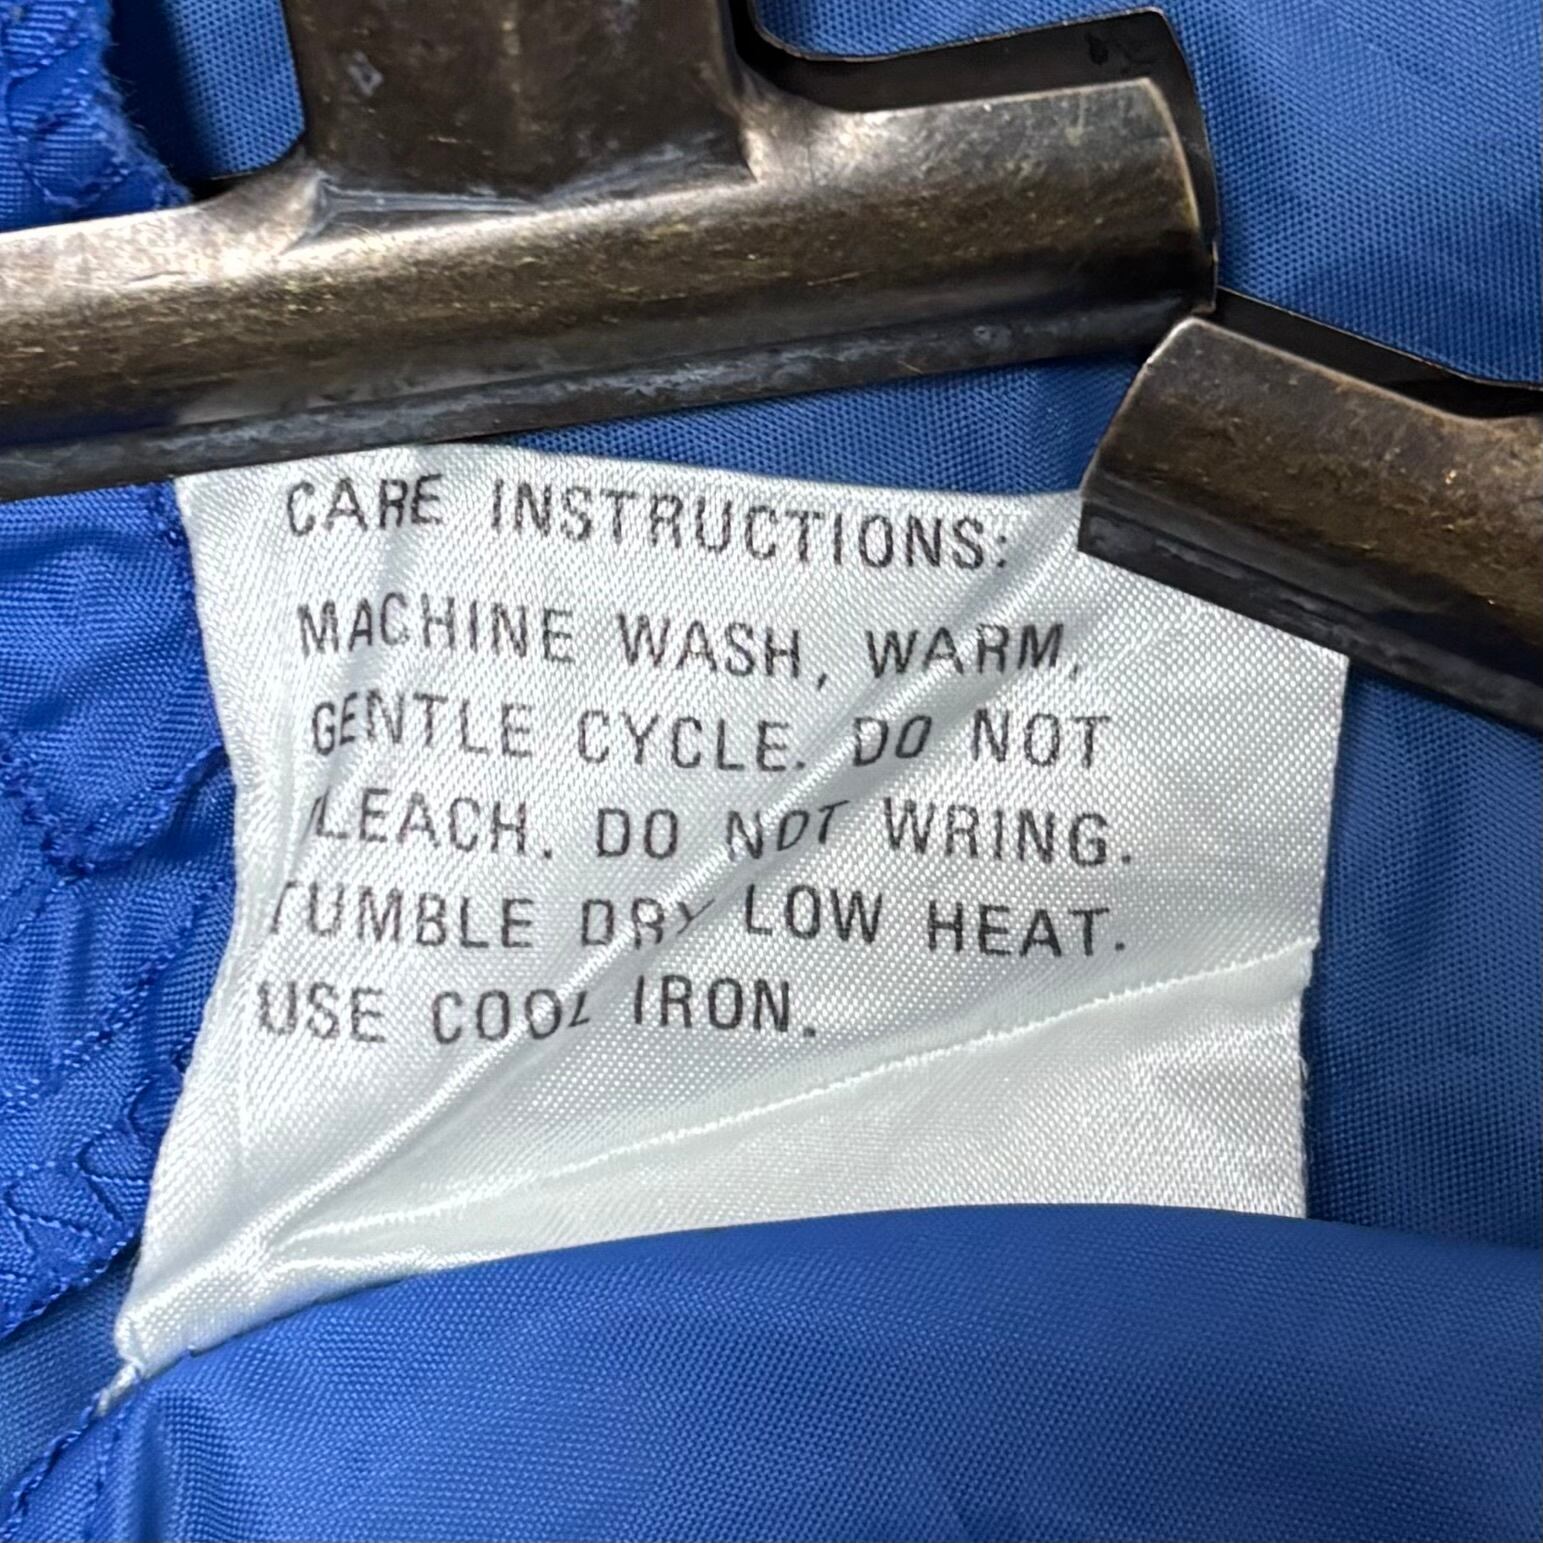 CARE INSTRUCTIONS:
MACHINE WASH, WARM,
GENTLE CYCLE. DO NOT
BLEACH. DO NOT WRING.
TUMBLE DRY LOW HEAT.
USE COOL IRON.